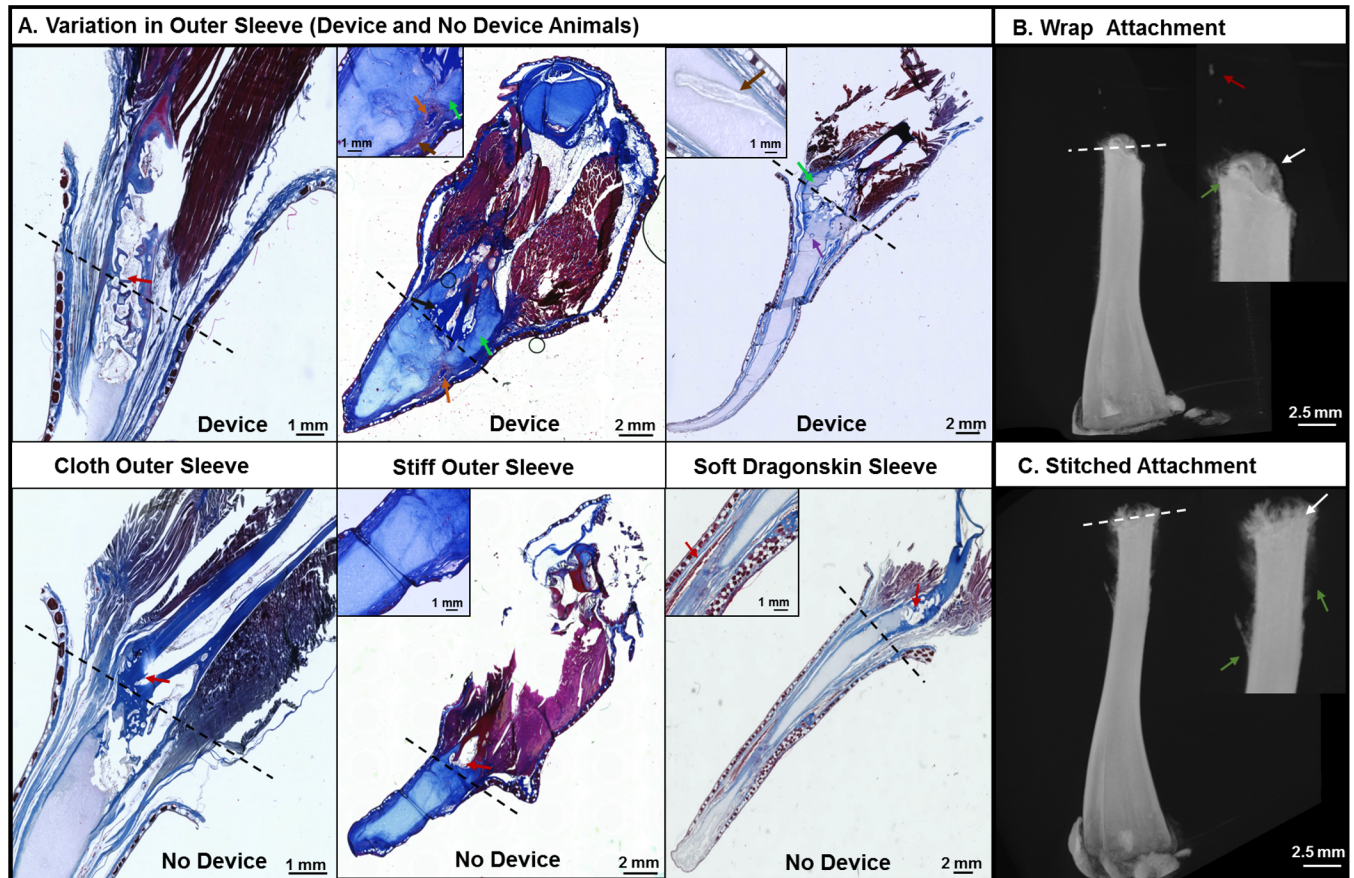 A. Variation in Outer Sleeve (Device and No Device Animals)
B. Wrap Attachment
1 mm
1 mm
Device
1 mm
Device
2 mm
Device
2 mm
2.5 mm
Cloth Outer Sleeve
Stiff Outer Sleeve
Soft Dragonskin Sleeve
C. Stitched Attachment
1 mm
1 mm
No Device
1 mm
No Device
2 mm
No Device
2 mm
2.5 mm